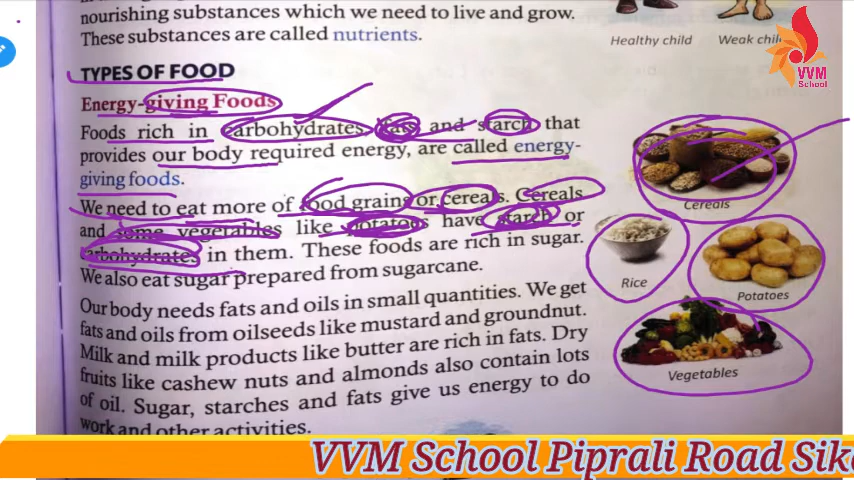 nourishing substances which we need to live and grow.
These substances are called nutrients.
Healthy child
Weak
VVM
School
TYPES OF FOOD
Energy-giving Foods
Foods rich in carbohydrates fats and starch that
provides our body required energy, are called energy-
giving foods.
We need to eat more of food grains or cereals. Cereals
and some vegetables like potatoes have starch or
carbohydrates in them. These foods are rich in sugar.
We also eat sugar prepared from sugarcane.
Our body needs fats and oils in small quantities. We get
fats and oils from oilseeds like mustard and groundnut.
Milk and milk products like butter are rich in fats. Dry
fruits like cashew nuts and almonds also contain lots
of oil. Sugar, starches and fats give us energy to do
work and other activities.
Cereals
Rice
Potatoes
Vegetables
VVM School Piprali Road